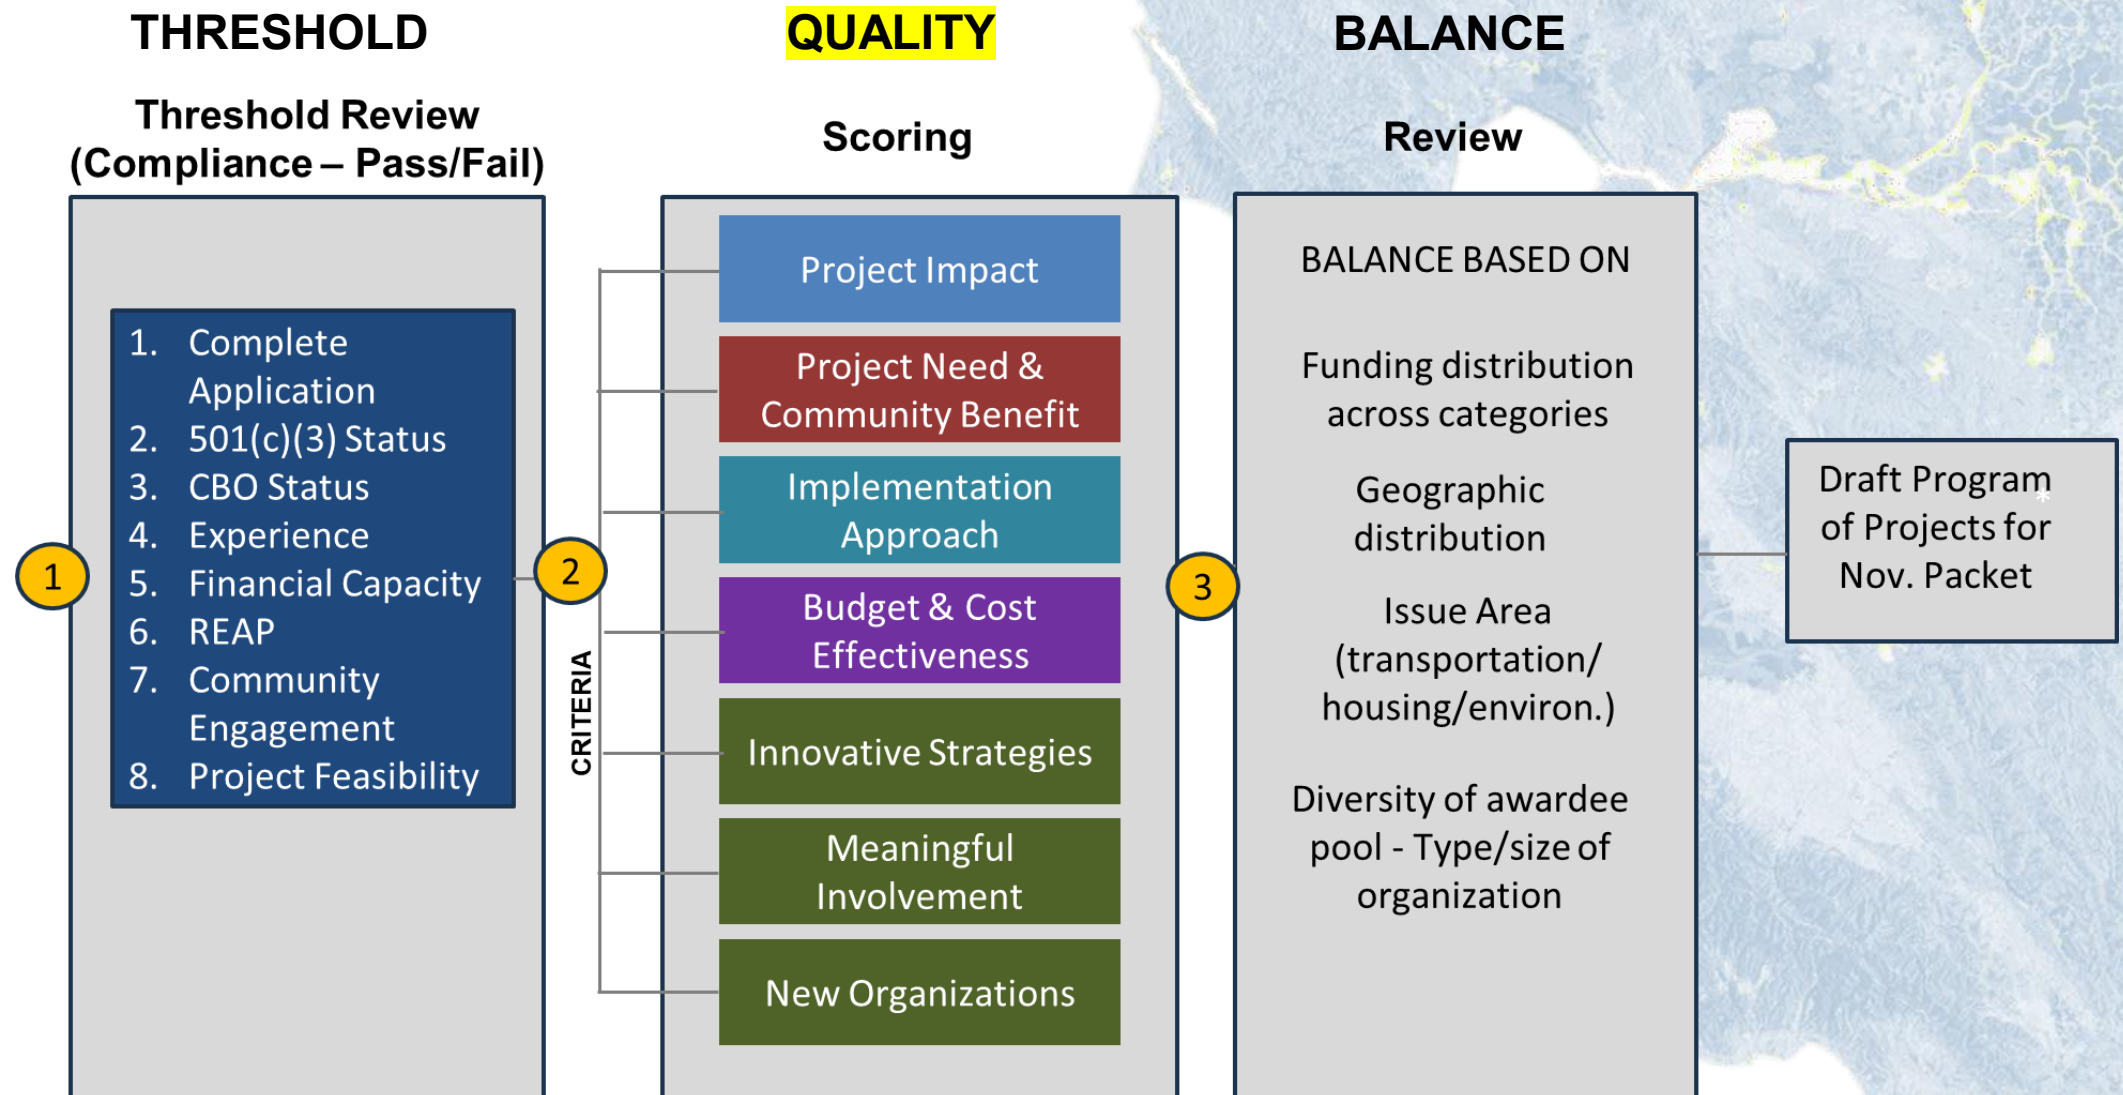 THRESHOLD
Threshold Review
(Compliance – Pass/Fail)
1
1. Complete
Application
2. 501(c)(3) Status
3. CBO Status
4. Experience
5. Financial Capacity
6. REAP
7. Community
Engagement
8. Project Feasibility
2
CRITERIA
QUALITY
Scoring
Project Impact
Project Need &
Community Benefit
Implementation
Approach
Budget & Cost
Effectiveness
Innovative Strategies
Meaningful
Involvement
New Organizations
3
BALANCE
Review
BALANCE BASED ON
Funding distribution
across categories
Geographic
distribution
Issue Area
(transportation/
housing/environ.)
Diversity of awardee
pool - Type/size of
organization
Draft Program
*
of Projects for
Nov. Packet